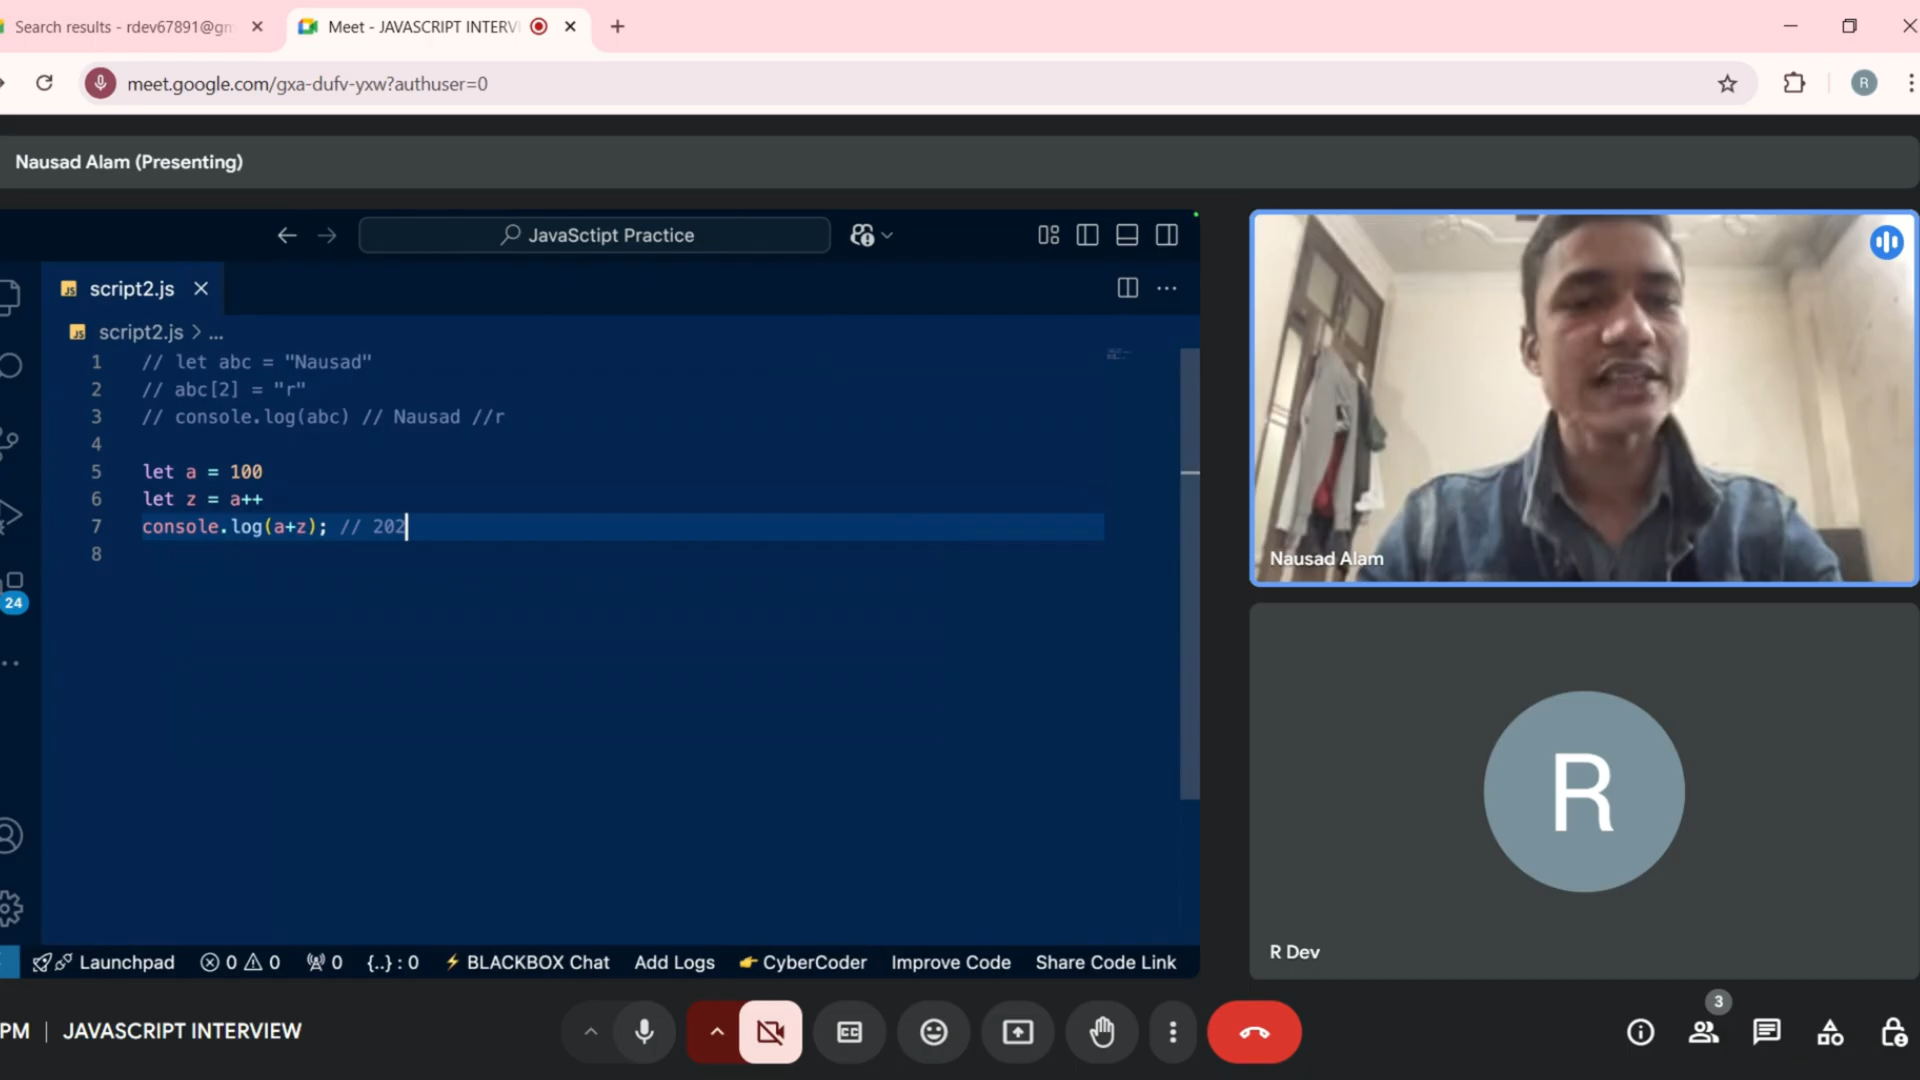 Search results - rdev67891@gm
Meet - JAVASCRIPT INTERV
meet.google.com/gxa-dufv-yxw?authuser=0
R
Nausad Alam (Presenting)
JavaSctipt Practice
JS script2.js
JS script2.js > ...
1 // let abc = "Nausad"
2 // abc[2] = "r"
3 // console.log(abc) // Nausad //r
4
5 let a = 100
6 let z = a++
7 console.log(a+z); // 202
8
24
Launchpad 0 0 0 {..} : 0 BLACKBOX Chat Add Logs CyberCoder Improve Code Share Code Link
Nausad Alam
R
R Dev
PM | JAVASCRIPT INTERVIEW
CC
3